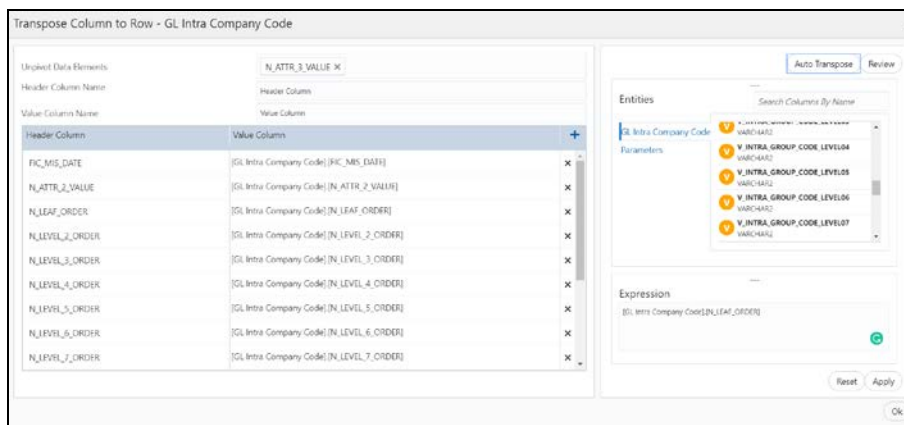 Transpose Column to Row - GL Intra Company Code
Unpivot Data Elements
N_ATTR_3_VALUE ×
Header Column Name
Header Column
Value Column Name
Value Column
Header Column Value Column +
FIC_MIS_DATE [GL Intra Company Code].[FIC_MIS_DATE] ×
N_ATTR_2_VALUE [GL Intra Company Code].[N_ATTR_2_VALUE] ×
N_LEAF_ORDER [GL Intra Company Code].[N_LEAF_ORDER] ×
N_LEVEL_2_ORDER [GL Intra Company Code].[N_LEVEL_2_ORDER] ×
N_LEVEL_3_ORDER [GL Intra Company Code].[N_LEVEL_3_ORDER] ×
N_LEVEL_4_ORDER [GL Intra Company Code].[N_LEVEL_4_ORDER] ×
N_LEVEL_5_ORDER [GL Intra Company Code].[N_LEVEL_5_ORDER] ×
N_LEVEL_6_ORDER [GL Intra Company Code].[N_LEVEL_6_ORDER] ×
N_LEVEL_7_ORDER [GL Intra Company Code].[N_LEVEL_7_ORDER] ×
Auto Transpose Review
Entities
Search Columns By Name
GL Intra Company Code
Parameters
VARCHAR2
V V_INTRA_GROUP_CODE_LEVEL04
VARCHAR2
V V_INTRA_GROUP_CODE_LEVEL05
VARCHAR2
V V_INTRA_GROUP_CODE_LEVEL06
VARCHAR2
V V_INTRA_GROUP_CODE_LEVEL07
VARCHAR2
Expression
[GL Intra Company Code].[N_LEAF_ORDER]
Reset Apply
Ok